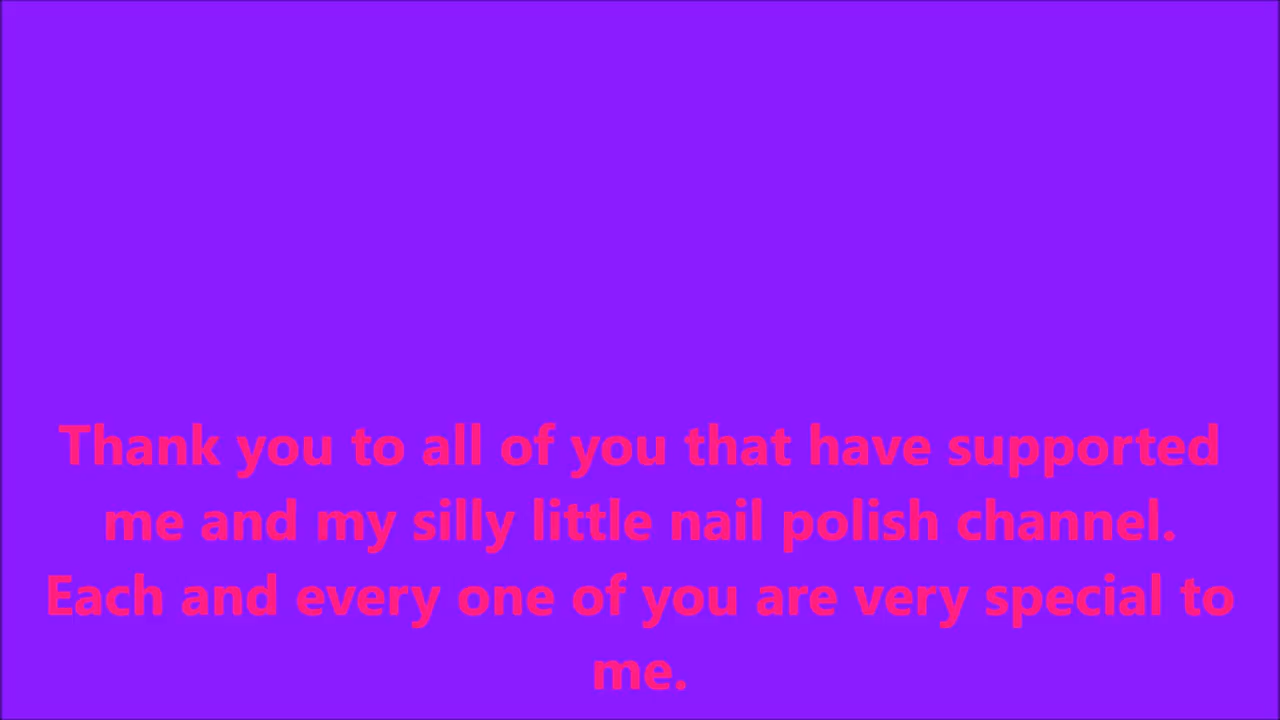 Thank you to all of you that have supported
me and my silly little nail polish channel.
Each and every one of you are very special to
me.